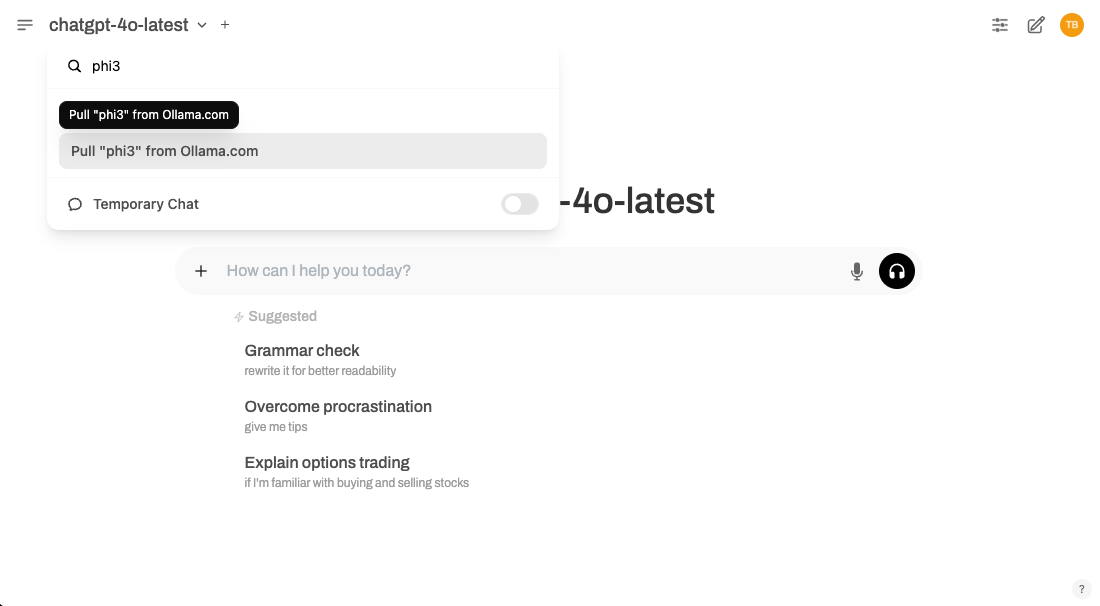 chatgpt-4o-latest
TB
phi3
Pull "phi3" from Ollama.com
Pull "phi3" from Ollama.com
Temporary Chat
-4o-latest
How can I help you today?
Suggested
Grammar check
rewrite it for better readability
Overcome procrastination
give me tips
Explain options trading
if I'm familiar with buying and selling stocks
?